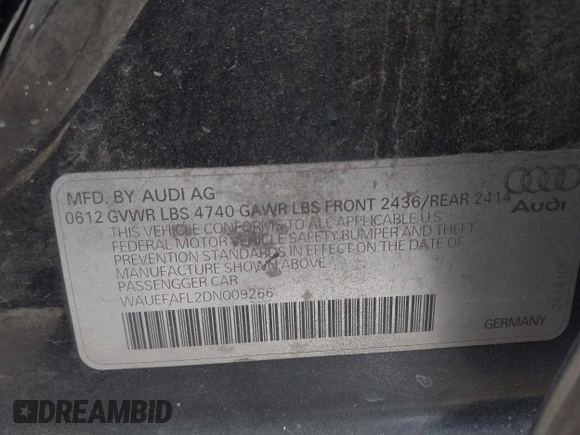 MFD. BY AUDI AG
0612 GVWR LBS 4740 GAWR LBS FRONT 2436/REAR 2414
THIS VEHICLE CONFORMS TO ALL APPLICABLE U.S
FEDERAL MOTOR VEHICLE SAFETY, BUMPER AND THEFT
PREVENTION STANDARDS IN EFFECT ON THE DATE OF
MANUFACTURE SHOWN ABOVE
PASSENGGER CAR
WAUEFAFL2DN009266
Audi
GERMANY
DREAMBID